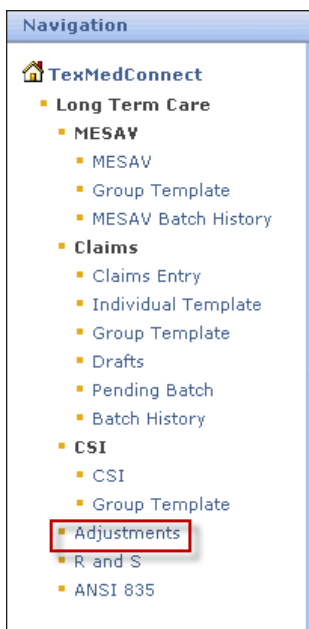 Navigation
TexMedConnect
Long Term Care
MESAV
MESAV
Group Template
MESAV Batch History
Claims
Claims Entry
Individual Template
Group Template
Drafts
Pending Batch
Batch History
CSI
CSI
Group Template
Adjustments
R and S
ANSI 835